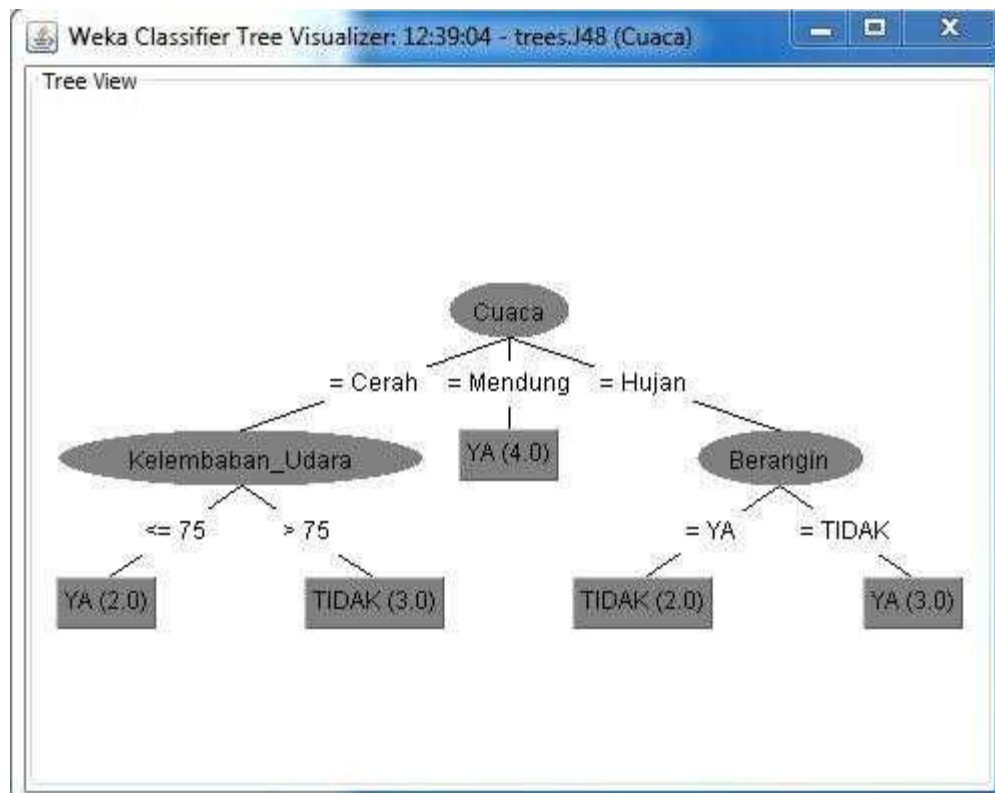 Weka Classifier Tree Visualizer: 12:39:04 - trees.J48 (Cuaca)
Tree View
Cuaca
= Cerah = Mendung = Hujan
Kelembaban_Udara YA (4.0) Berangin
<= 75 > 75 = YA = TIDAK
YA (2.0) TIDAK (3.0) TIDAK (2.0) YA (3.0)